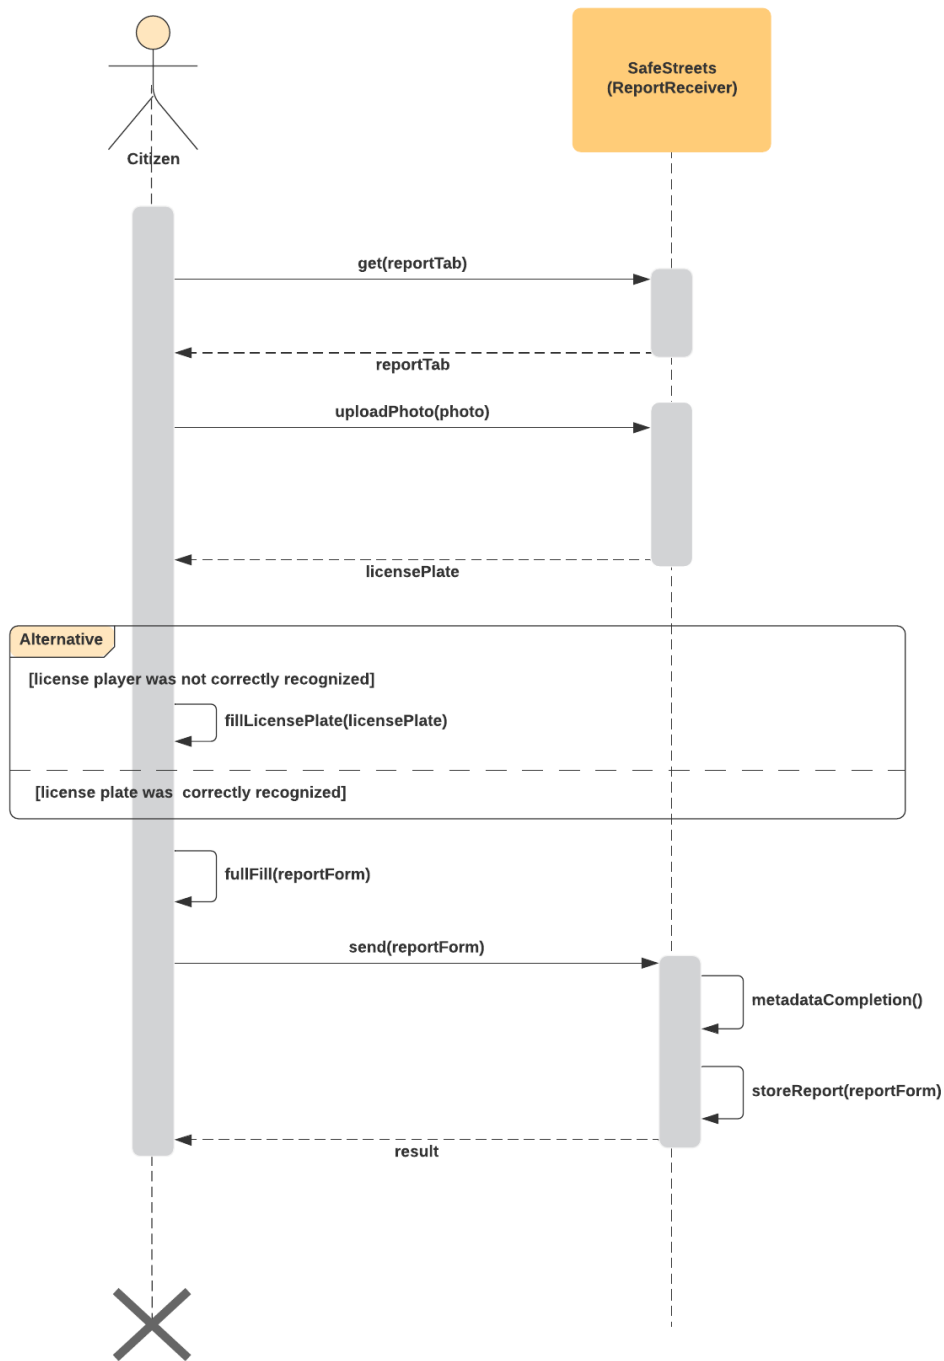 SafeStreets
(ReportReceiver)
Citizen
get(reportTab)
reportTab
uploadPhoto(photo)
licensePlate
Alternative
[license player was not correctly recognized]
fillLicensePlate(licensePlate)
[license plate was  correctly recognized]
fullFill(reportForm)
send(reportForm)
metadataCompletion()
storeReport(reportForm)
result